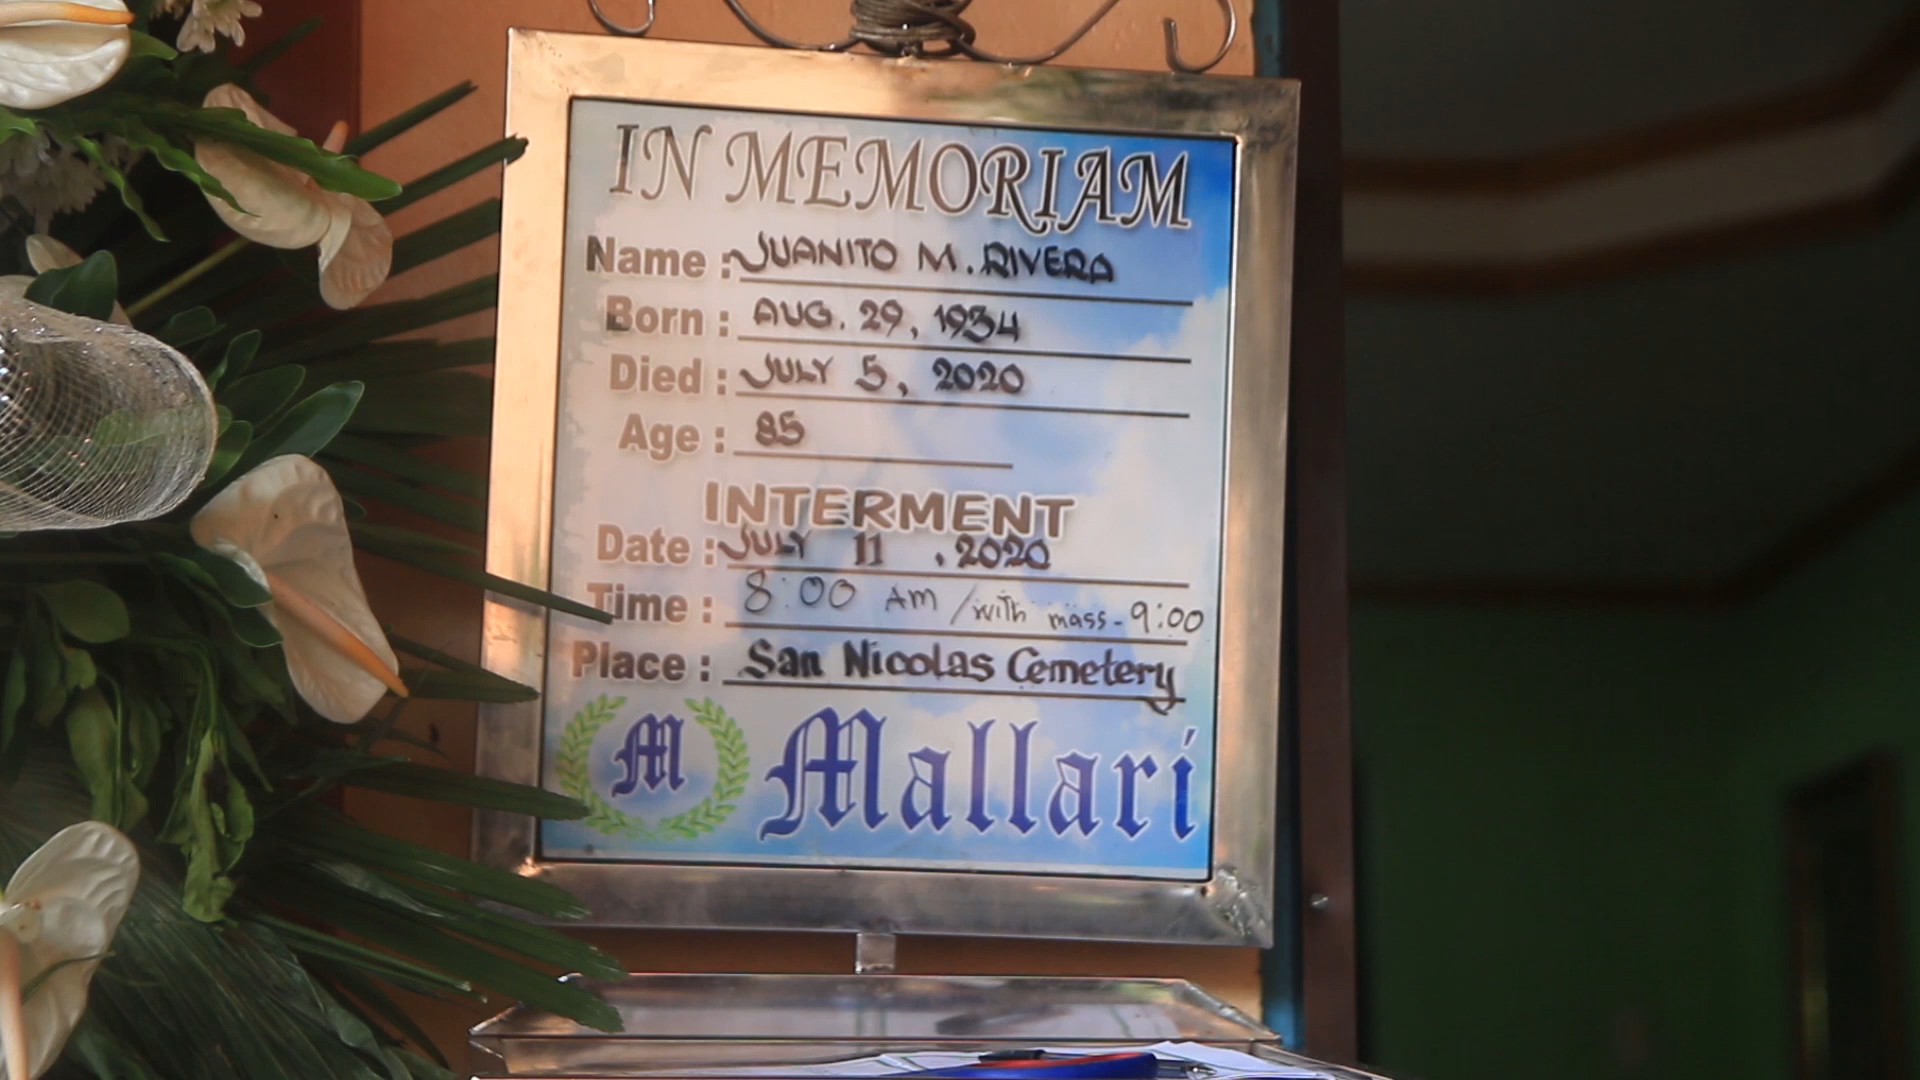 IN MEMORIAM
Name : JUANITO M. RIVERA
Born : AUG. 29, 1934
Died : JULY 5, 2020
Age : 85
INTERMENT
Date : JULY 11 , 2020
Time : 8:00 AM / with mass - 9:00
Place : San Nicolas Cemetery
M Mallari